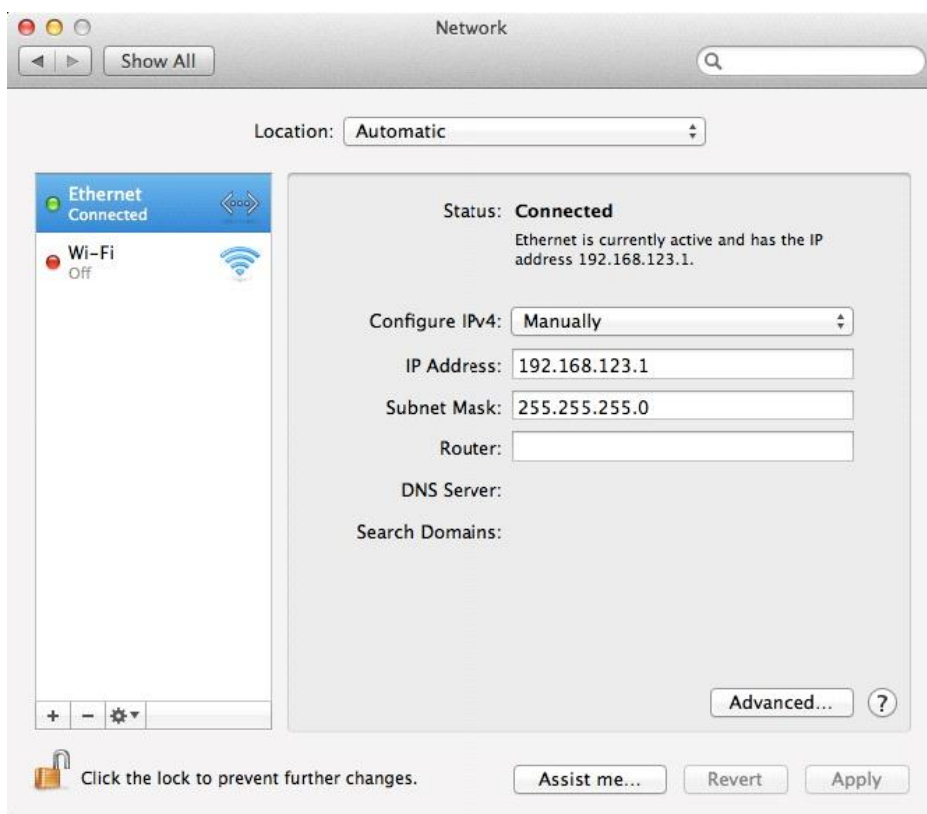 Network
Show All
Location: Automatic
Ethernet
Connected
Wi-Fi
Off
Status: Connected
Ethernet is currently active and has the IP
address 192.168.123.1.
Configure IPv4: Manually
IP Address: 192.168.123.1
Subnet Mask: 255.255.255.0
Router:
DNS Server:
Search Domains:
Advanced... ?
Click the lock to prevent further changes.
Assist me... Revert Apply